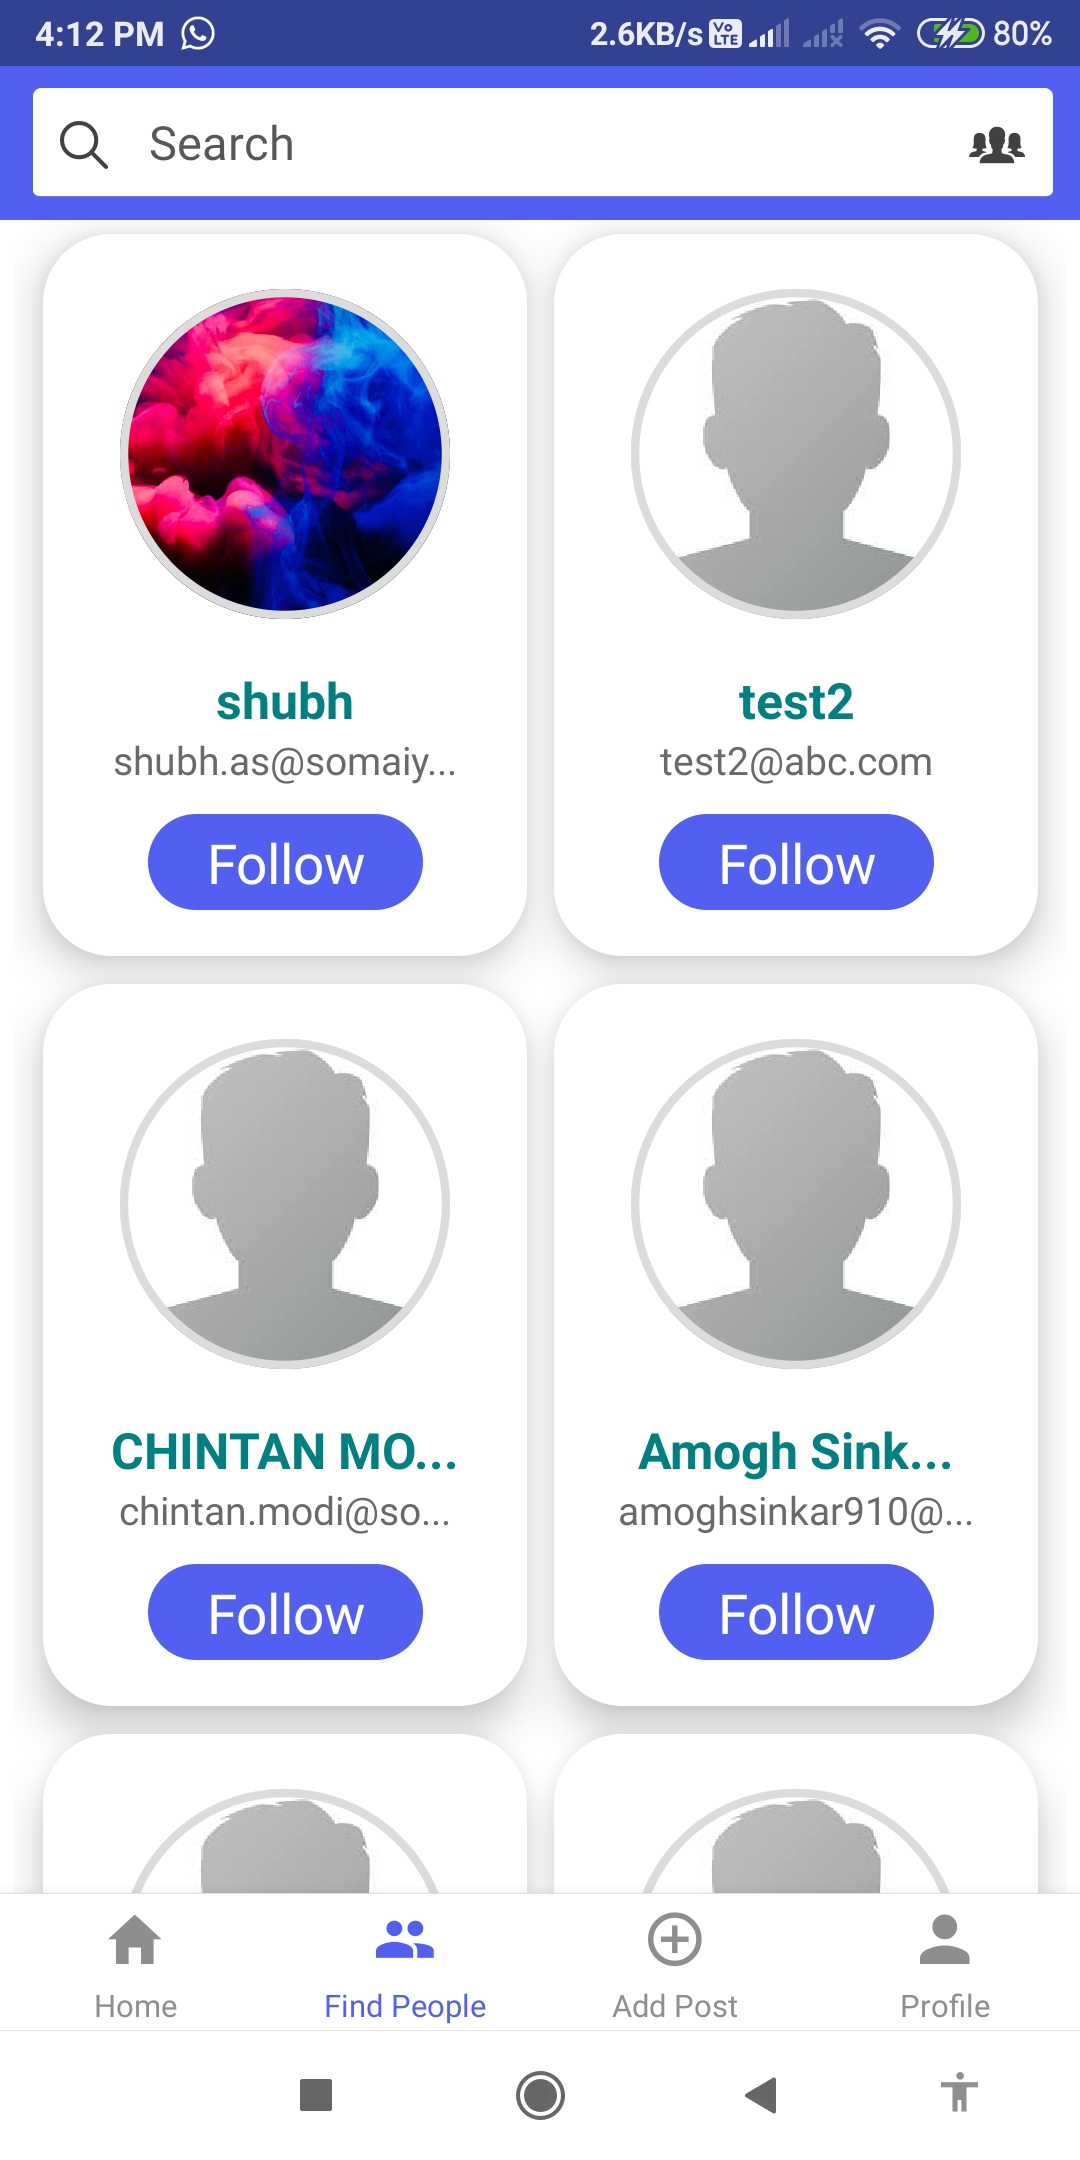 4:12 PM 2.6KB/s Vo LTE 80%
Search
shubh
shubh.as@somaiy...
Follow
test2
test2@abc.com
Follow
CHINTAN MO...
chintan.modi@so...
Follow
Amogh Sink...
amoghsinkar910@...
Follow
Home
Find People
Add Post
Profile